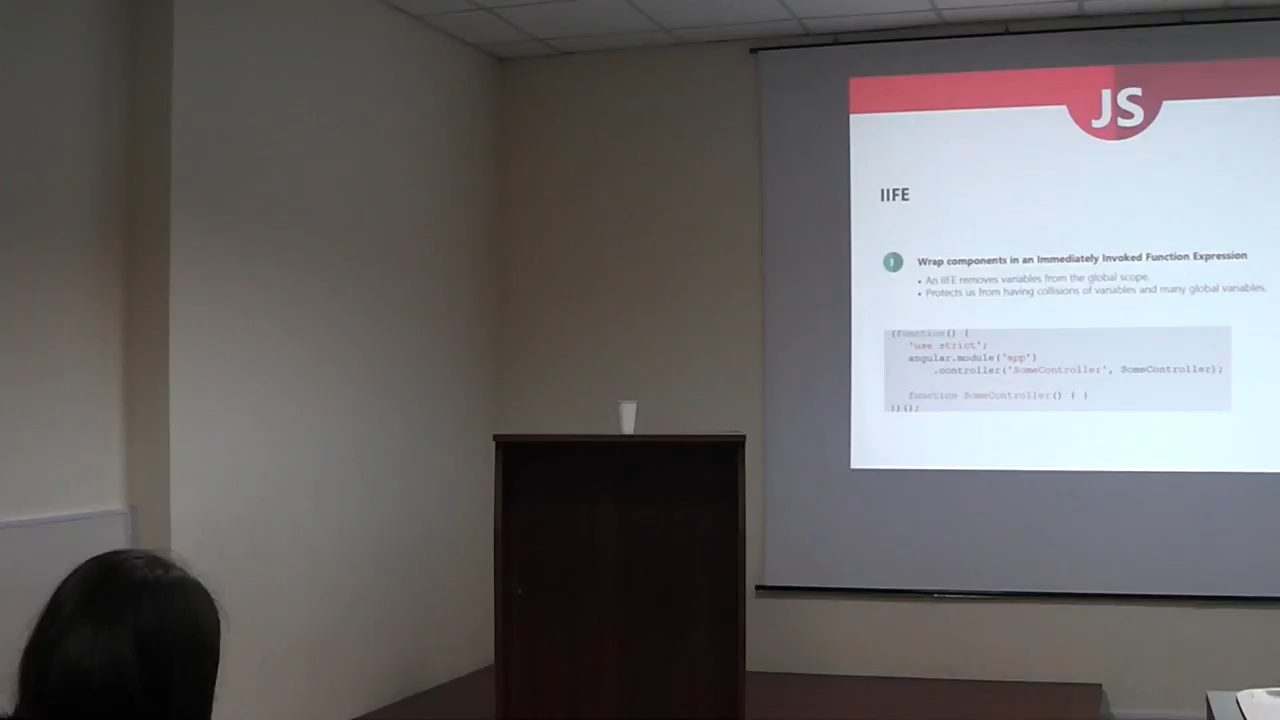 JS
IIFE
1 Wrap components in an Immediately Invoked Function Expression
• An IIFE removes variables from the global scope.
• Protects us from having collisions of variables and many global variables.
(function() {
'use strict';
angular.module('app')
.controller('SomeController', SomeController);
function SomeController() { }
})();